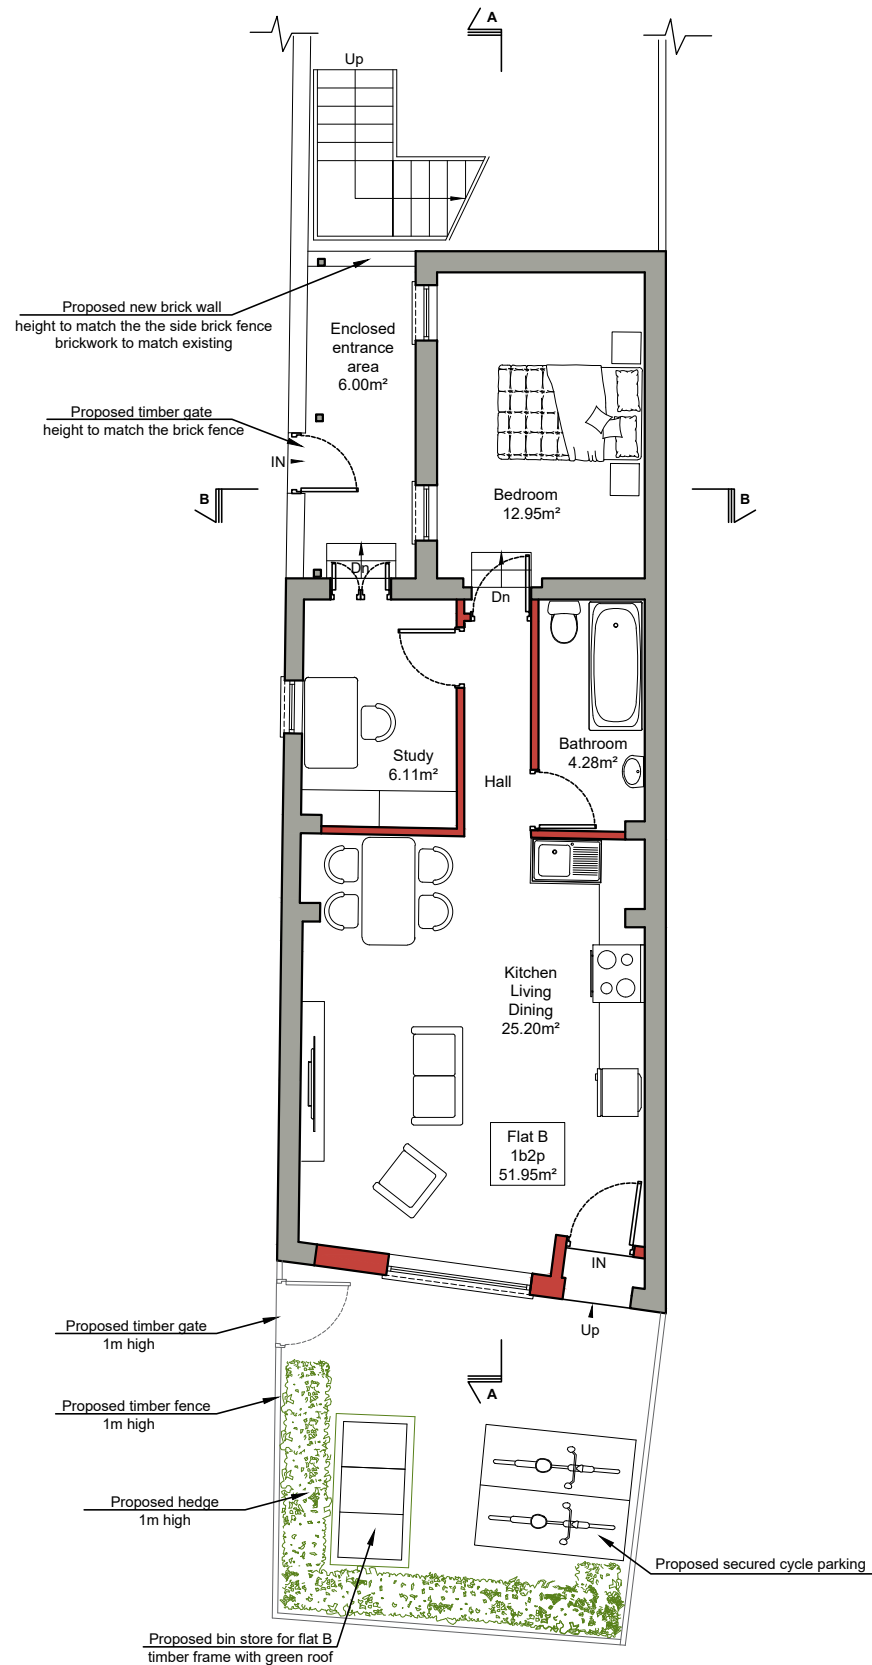 A
Up
Proposed new brick wall
height to match the the side brick fence
brickwork to match existing
Enclosed
entrance
area
6.00m²
Proposed timber gate
height to match the brick fence
IN
B
B
Bedroom
12.95m²
Dn
Dn
Study
6.11m²
Bathroom
4.28m²
Hall
Kitchen
Living
Dining
25.20m²
Flat B
1b2p
51.95m²
IN
Up
Proposed timber gate
1m high
A
Proposed timber fence
1m high
Proposed hedge
1m high
Proposed secured cycle parking
Proposed bin store for flat B
timber frame with green roof